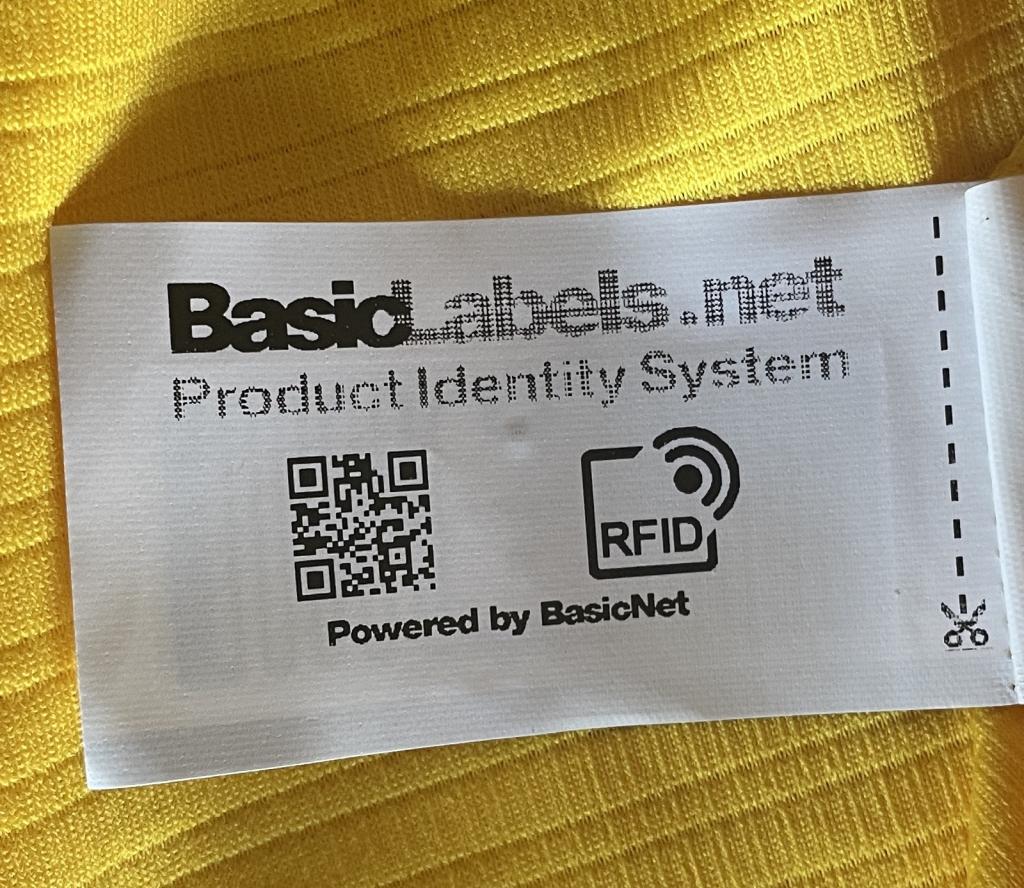 BasicLabels.net
Product Identity System
RFID
Powered by BasicNet